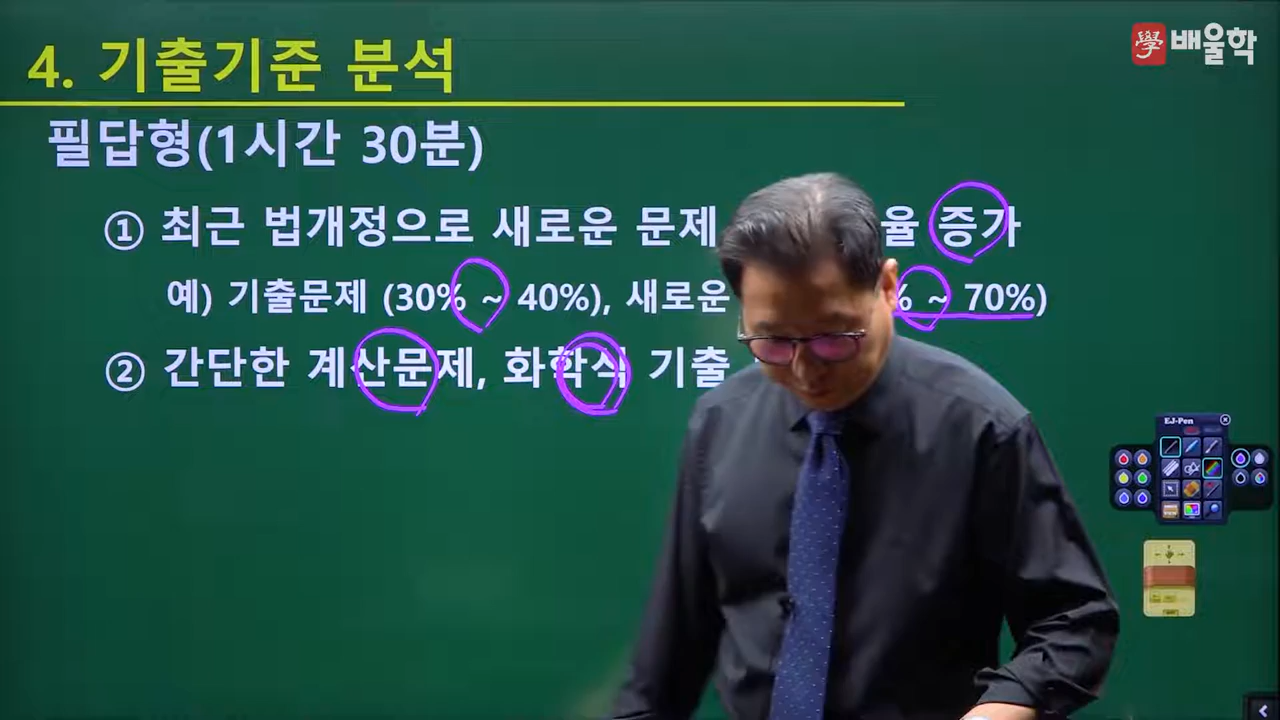 4. 기출기준 분석
學 배울학
필답형(1시간 30분)
① 최근 법개정으로 새로운 문제 율 증가
예) 기출문제 (30% ~ 40%), 새로운 % ~ 70%)
② 간단한 계산문제, 화학식 기출
EJ-Pen